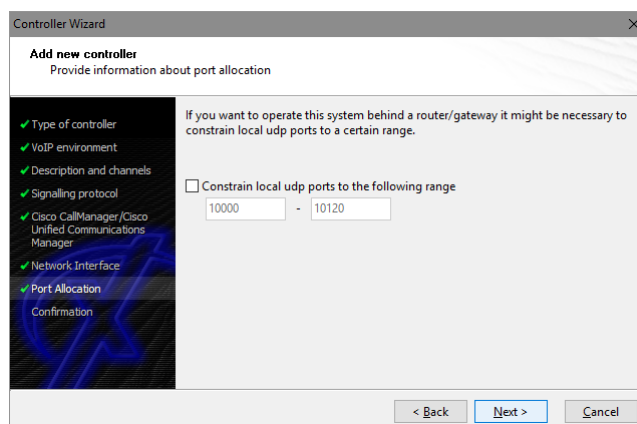 Controller Wizard
Add new controller
Provide information about port allocation
Type of controller
VoIP environment
Description and channels
Signalling protocol
Cisco CallManager/Cisco
Unified Communications
Manager
Network Interface
Port Allocation
Confirmation
If you want to operate this system behind a router/gateway it might be necessary to
constrain local udp ports to a certain range.
Constrain local udp ports to the following range
10000 - 10120
< Back Next > Cancel